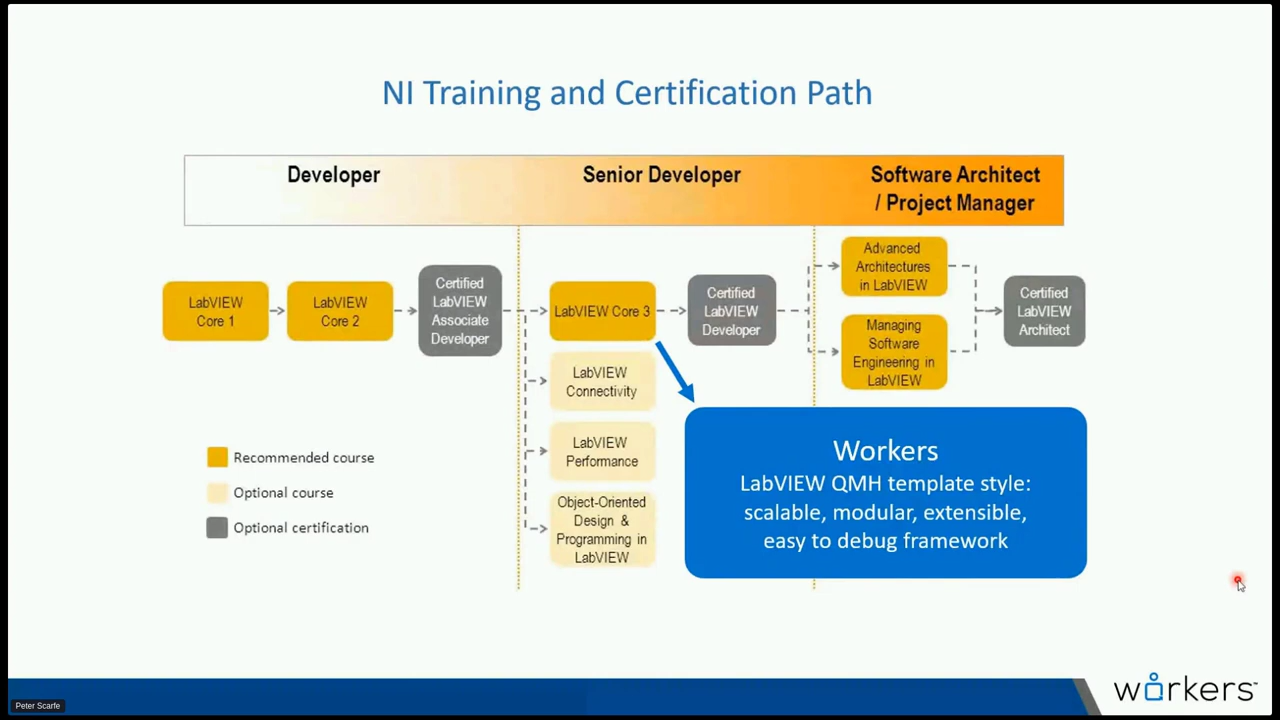 NI Training and Certification Path
Developer
Senior Developer
Software Architect
/ Project Manager
LabVIEW
Core 1
LabVIEW
Core 2
Certified
LabVIEW
Associate
Developer
LabVIEW Core 3
Certified
LabVIEW
Developer
Advanced
Architectures
in LabVIEW
Managing
Software
Engineering in
LabVIEW
Certified
LabVIEW
Architect
LabVIEW
Connectivity
LabVIEW
Performance
Object-Oriented
Design &
Programming in
LabVIEW
Recommended course
Optional course
Optional certification
Workers
LabVIEW QMH template style:
scalable, modular, extensible,
easy to debug framework
Peter Scarfe
workers™